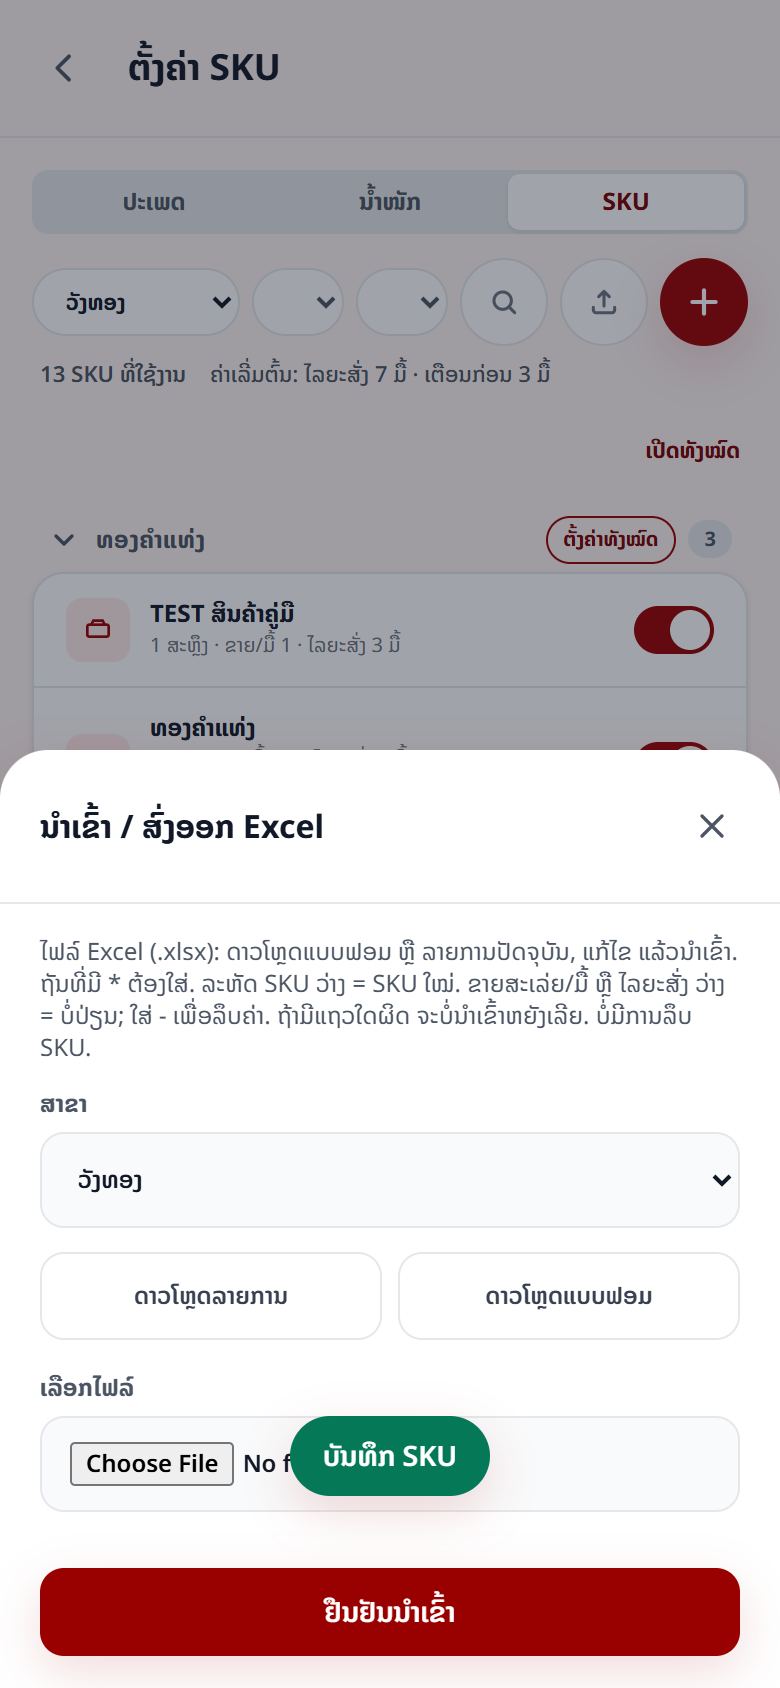 ຕັ້ງຄ່າ SKU
ປະເພດ
ນ້ຳໜັກ
SKU
ວັງທອງ
13 SKU ທີ່ໃຊ້ງານ
ຄ່າເລີ່ມຕົ້ນ: ໄລຍະສັ່ງ 7 ມື້ · ເຕືອນກ່ອນ 3 ມື້
ເປີດທັງໝົດ
ທອງຄຳແທ່ງ
ຕັ້ງຄ່າທັງໝົດ
3
TEST ສິນຄ້າຄູ່ມື
1 ສະຫຼຶງ · ຂາຍ/ມື້ 1 · ໄລຍະສັ່ງ 3 ມື້
ທອງຄຳແທ່ງ
ນຳເຂົ້າ / ສົ່ງອອກ Excel
ໄຟລ໌ Excel (.xlsx): ດາວໂຫຼດແບບຟອມ ຫຼື ລາຍການປັດຈຸບັນ, ແກ້ໄຂ ແລ້ວນຳເຂົ້າ.
ຖັນທີ່ມີ * ຕ້ອງໃສ່. ລະຫັດ SKU ວ່າງ = SKU ໃໝ່. ຂາຍສະເລ່ຍ/ມື້ ຫຼື ໄລຍະສັ່ງ ວ່າງ
= ບໍ່ປ່ຽນ; ໃສ່ - ເພື່ອລຶບຄ່າ. ຖ້າມີແຖວໃດຜິດ ຈະບໍ່ນຳເຂົ້າຫຍັງເລີຍ. ບໍ່ມີການລຶບ
SKU.
ສາຂາ
ວັງທອງ
ດາວໂຫຼດລາຍການ
ດາວໂຫຼດແບບຟອມ
ເລືອກໄຟລ໌
Choose File
No f
ບັນທຶກ SKU
ຢືນຢັນນຳເຂົ້າ